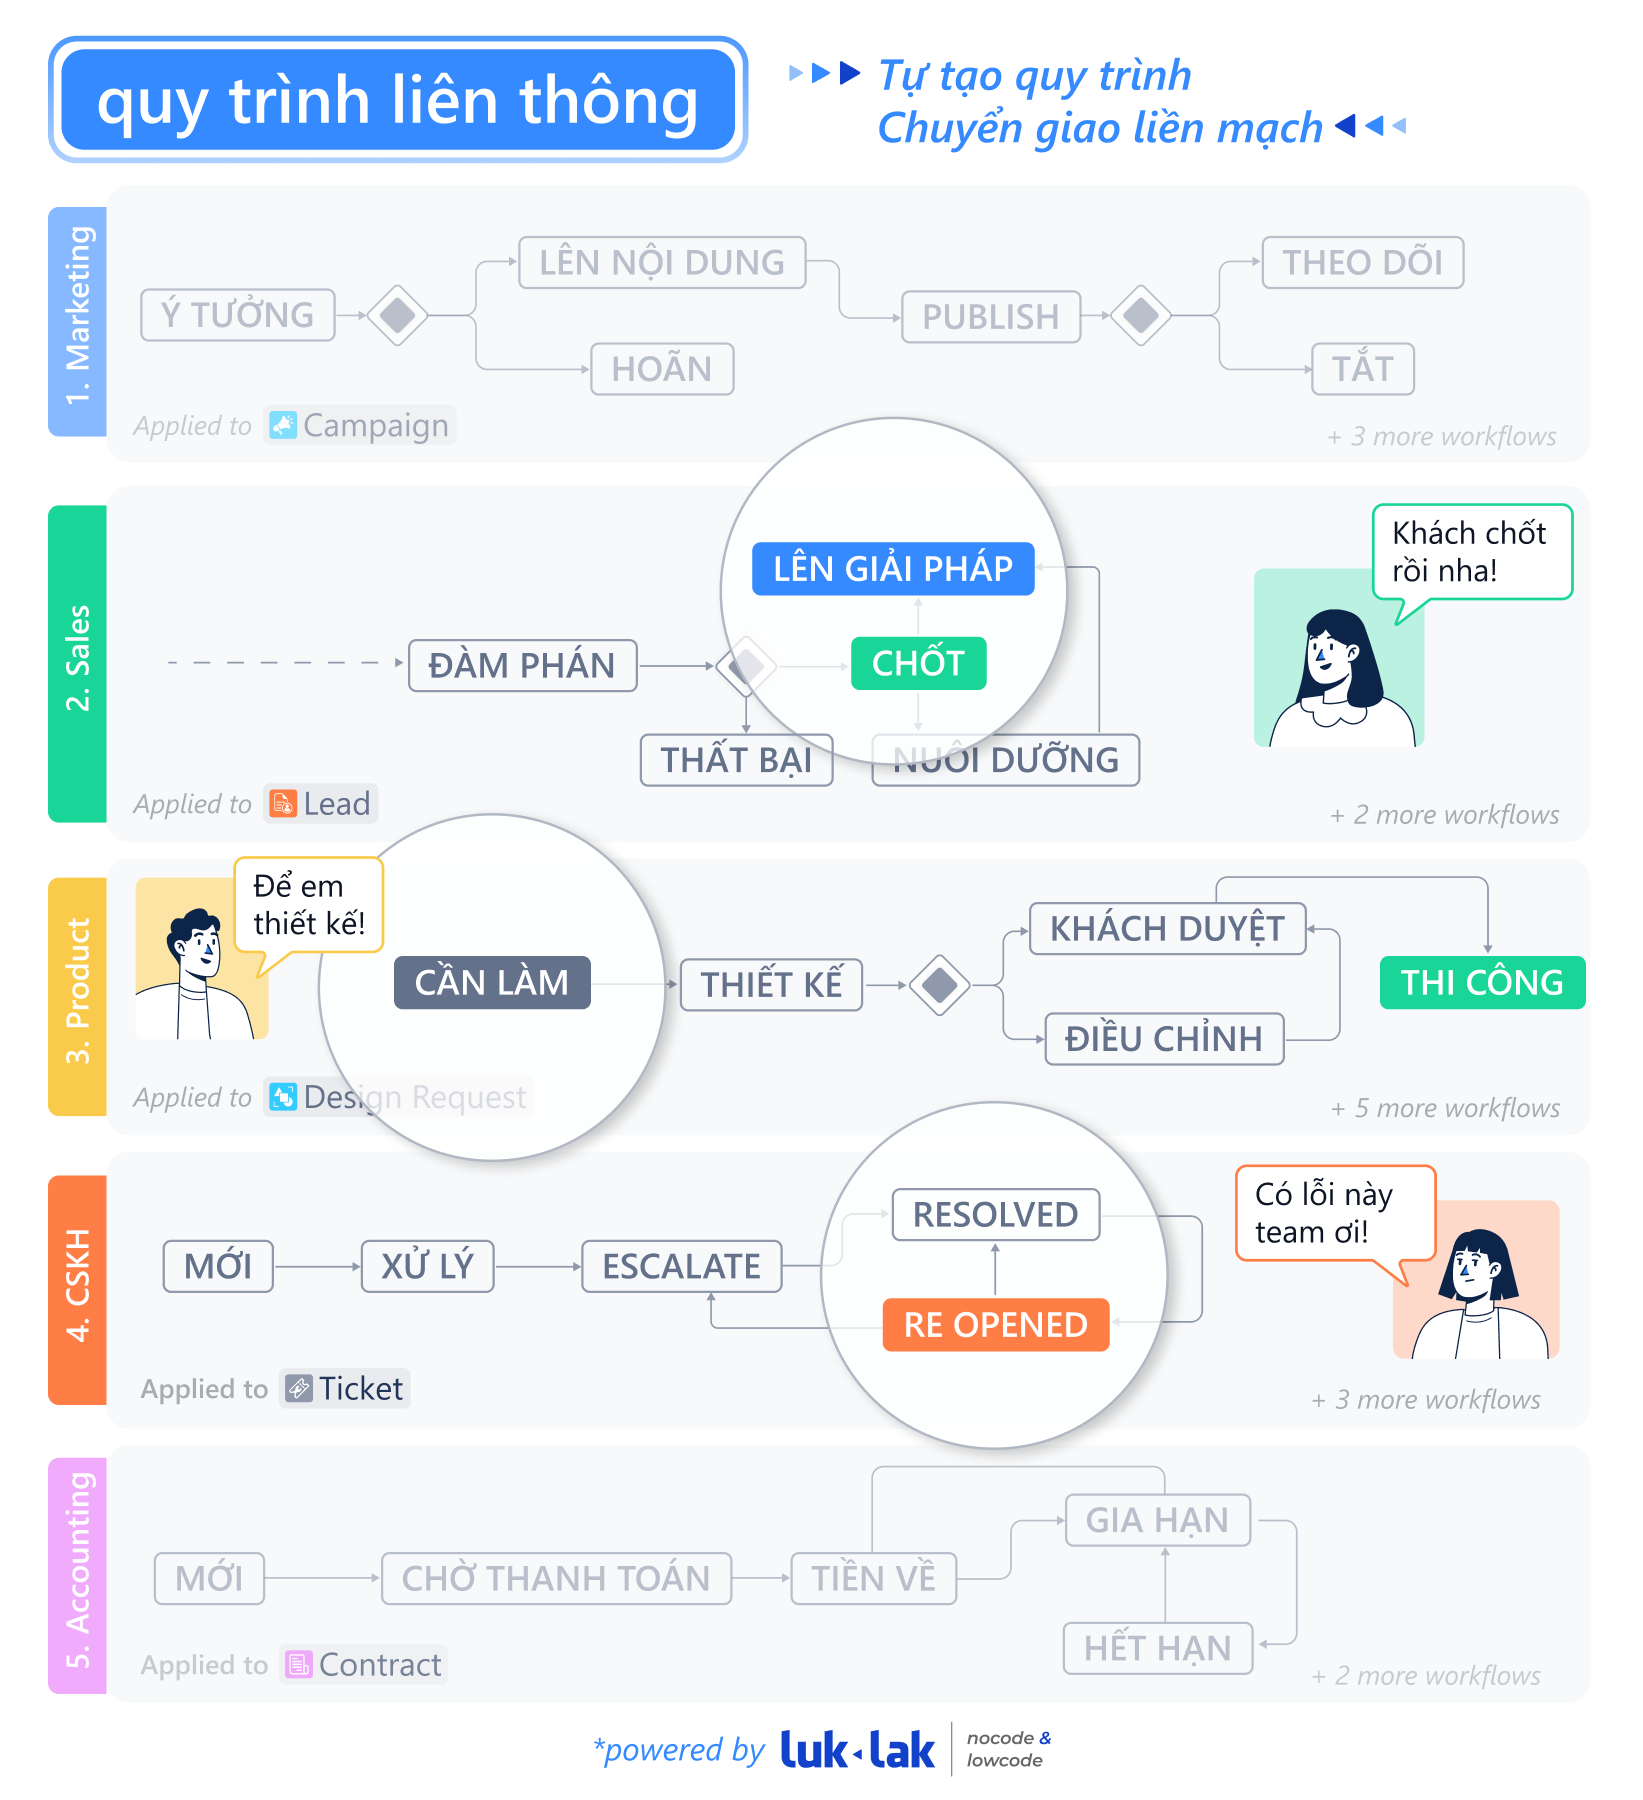 quy trình liên thông
Tự tạo quy trình
Chuyển giao liền mạch
1. Marketing
Ý TƯỞNG
LÊN NỘI DUNG
HOÃN
PUBLISH
THEO DÕI
TẮT
Applied to Campaign
+ 3 more workflows
2. Sales
ĐÀM PHÁN
LÊN GIẢI PHÁP
CHỐT
THẤT BẠI
NUÔI DƯỠNG
Khách chốt
rồi nha!
Applied to Lead
+ 2 more workflows
3. Product
Để em
thiết kế!
CẦN LÀM
THIẾT KẾ
KHÁCH DUYỆT
ĐIỀU CHỈNH
THI CÔNG
Applied to Design Request
+ 5 more workflows
4. CSKH
MỚI
XỬ LÝ
ESCALATE
RESOLVED
RE OPENED
Có lỗi này
team ơi!
Applied to Ticket
+ 3 more workflows
5. Accounting
MỚI
CHỜ THANH TOÁN
TIỀN VỀ
GIA HẠN
HẾT HẠN
Applied to Contract
+ 2 more workflows
*powered by luk lak
nocode &
lowcode